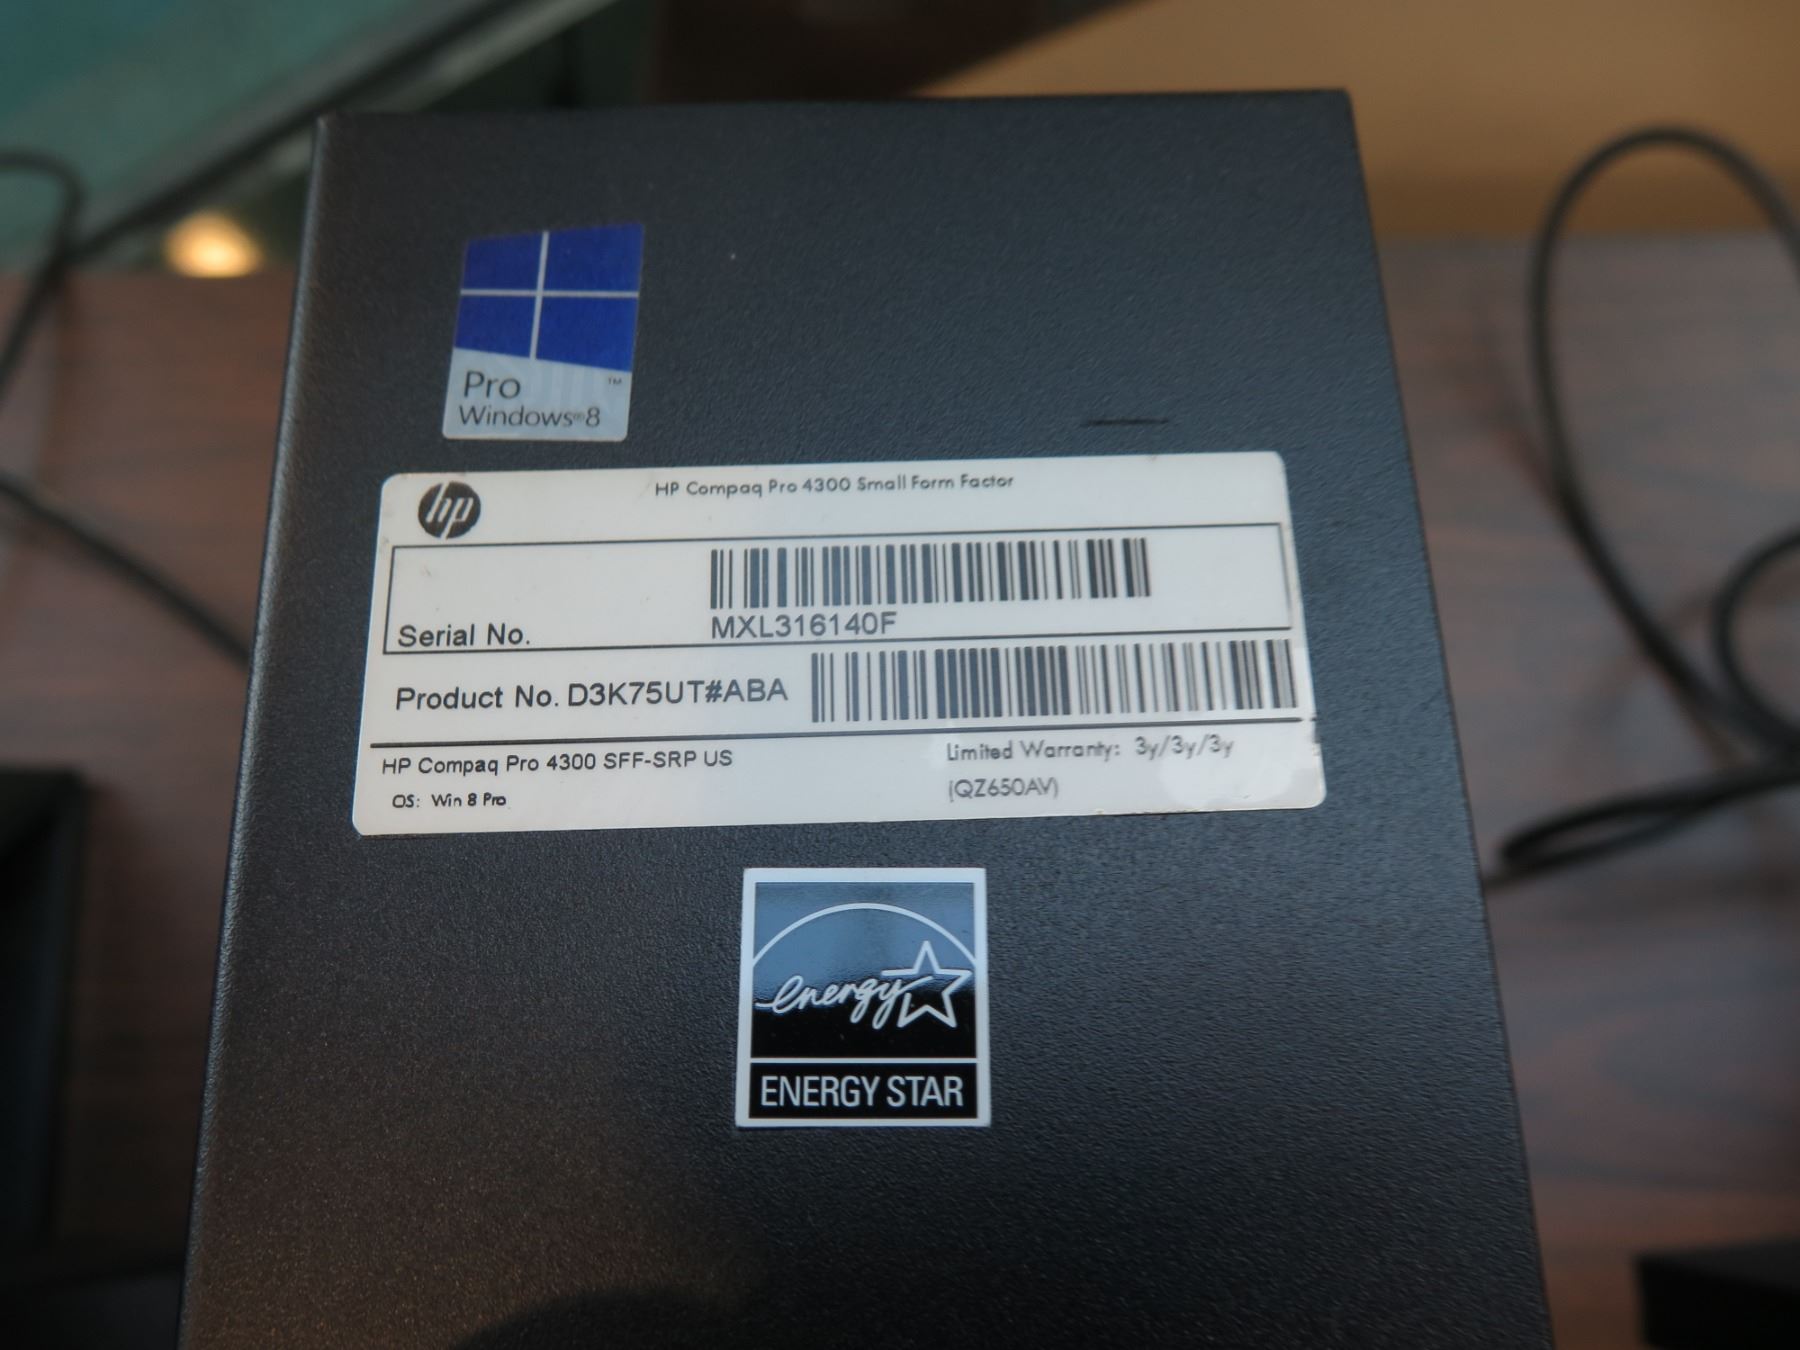 Pro ™
Windows® 8
hp
HP Compaq Pro 4300 Small Form Factor
Serial No. MXL316140F
Product No. D3K75UT#ABA
HP Compaq Pro 4300 SFF-SRP US
Limited Warranty: 3y/3y/3y
OS: Win 8 Pro
(QZ650AV)
energy
ENERGY STAR